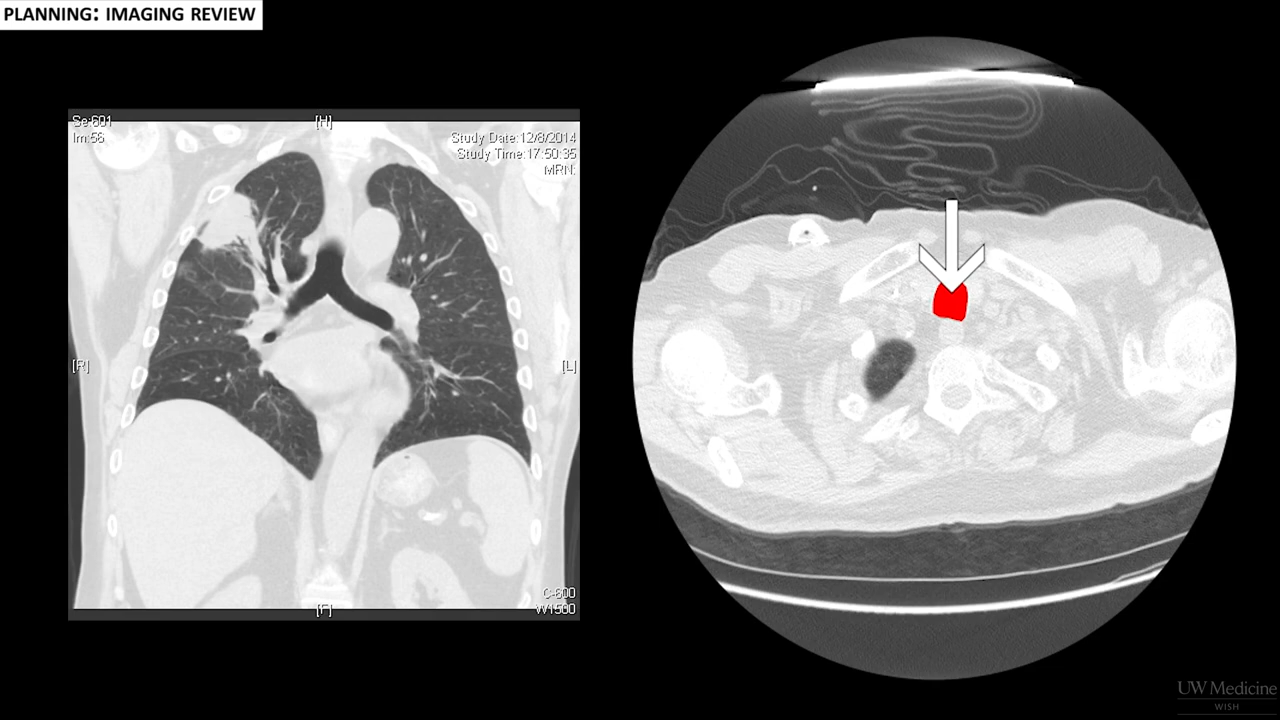 PLANNING: IMAGING REVIEW
Se:601
Im:56
[H]
Study Date:12/8/2014
Study Time:17:50:35
MRN:
[R]
[L]
C-600
W1500
[F]
UW Medicine
WISH